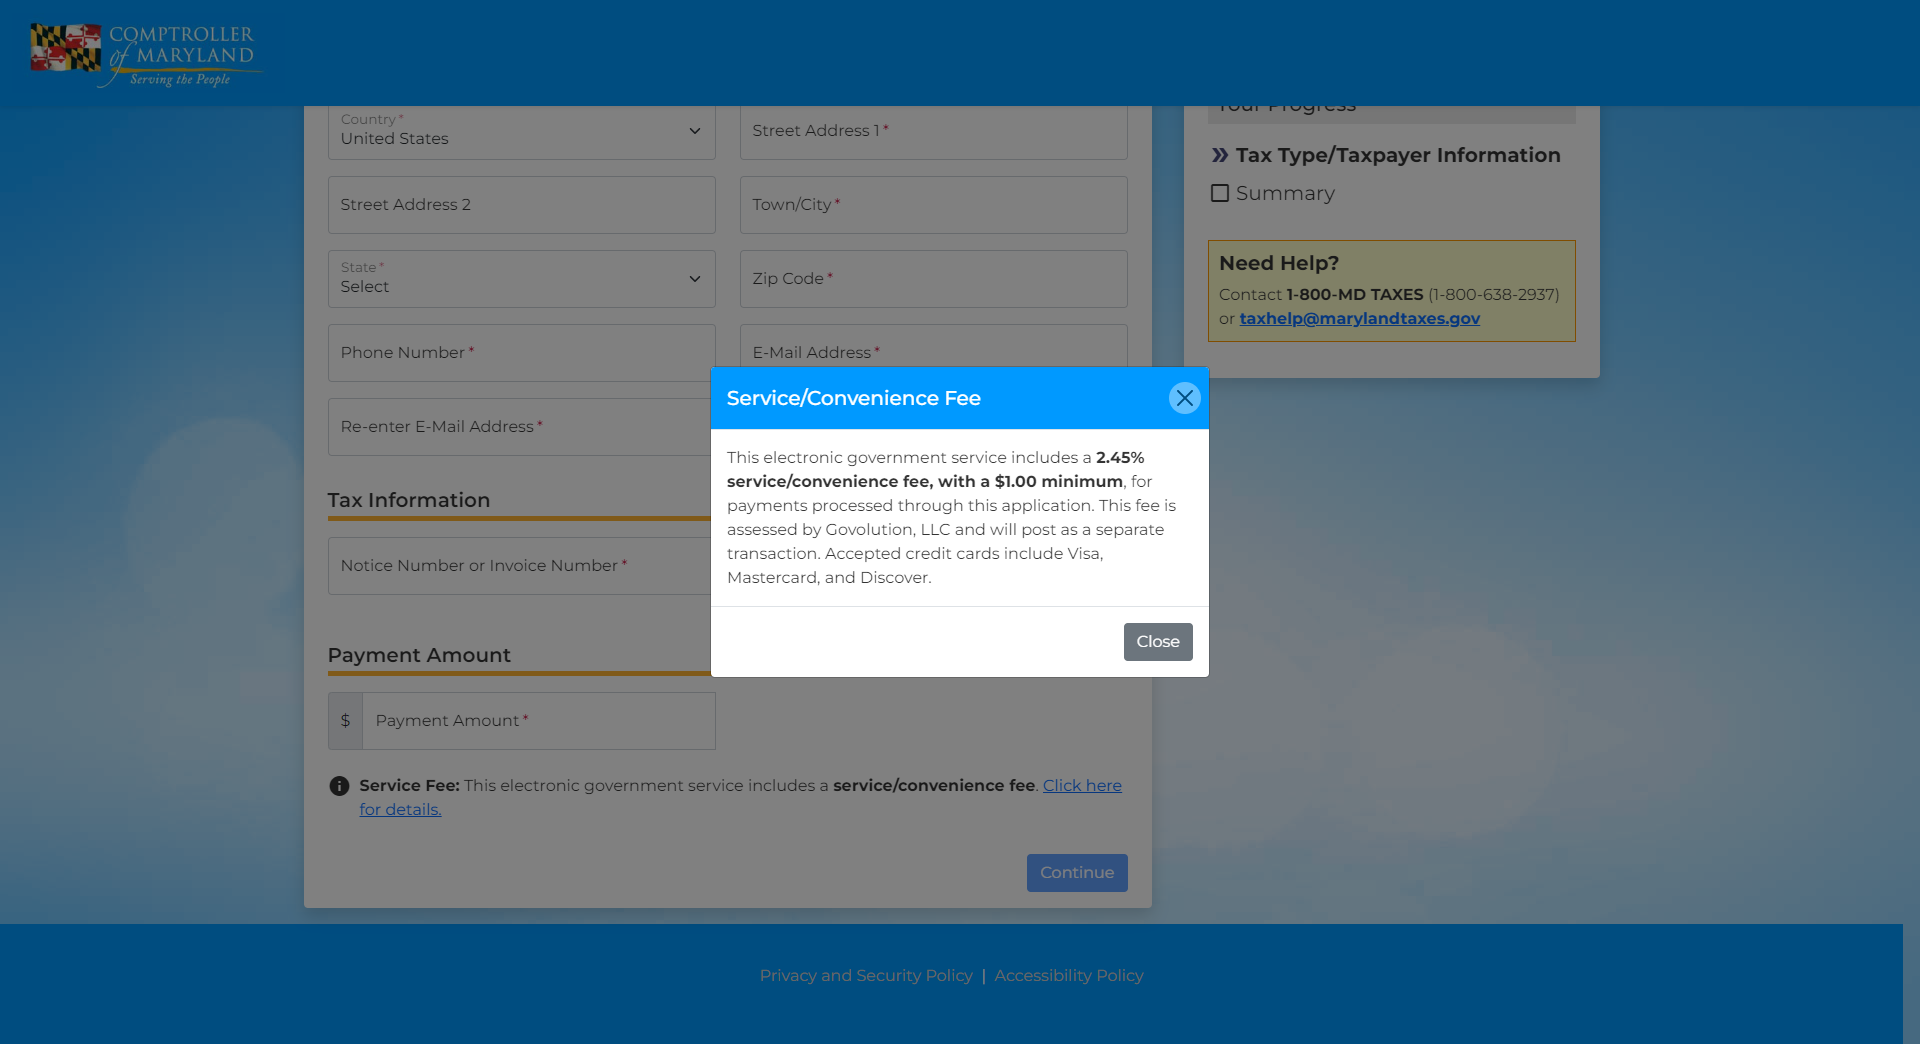 COMPTROLLER
of MARYLAND
Serving the People
Your Progress
Country *
United States
Street Address 1 *
Tax Type/Taxpayer Information
Summary
Street Address 2
Town/City *
Need Help?
Contact 1-800-MD TAXES (1-800-638-2937)
or taxhelp@marylandtaxes.gov
State *
Select
Zip Code *
Phone Number *
E-Mail Address *
Re-enter E-Mail Address *
Service/Convenience Fee
This electronic government service includes a 2.45%
service/convenience fee, with a $1.00 minimum, for
payments processed through this application. This fee is
assessed by Govolution, LLC and will post as a separate
transaction. Accepted credit cards include Visa,
Mastercard, and Discover.
Close
Tax Information
Notice Number or Invoice Number *
Payment Amount
$ Payment Amount *
Service Fee: This electronic government service includes a service/convenience fee. Click here
for details.
Continue
Privacy and Security Policy | Accessibility Policy